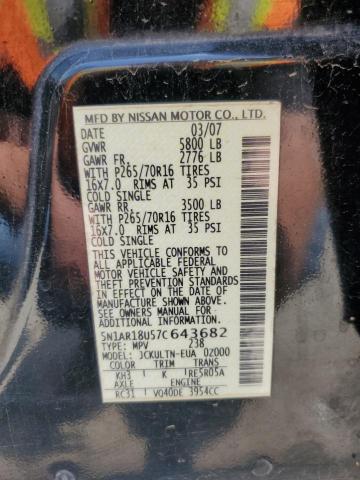 MFD BY NISSAN MOTOR CO., LTD.
DATE 03/07
GVWR 5800 LB
GAWR FR. 2776 LB
WITH P265/70R16 TIRES
16X7.0 RIMS AT 35 PSI
COLD SINGLE
GAWR RR. 3500 LB
WITH P265/70R16 TIRES
16X7.0 RIMS AT 35 PSI
COLD SINGLE
THIS VEHICLE CONFORMS
TO ALL APPLICABLE FEDERAL
MOTOR VEHICLE SAFETY AND
THEFT PREVENTION STANDARDS
IN EFFECT ON THE DATE OF
MANUFACTURE SHOWN ABOVE.
SEE OWNERS MANUAL FOR
ADDITIONAL INFORMATION.
5N1AR18U57C643682
TYPE: MPV 238
MODEL: JCKULTN-EUA 02000
COLOR TRIM TRANS
KH3 K RE5R05A
AXLE ENGINE
RC31 VQ40DE 3954CC